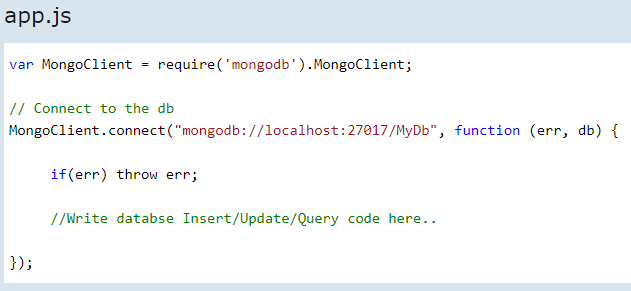 app.js
var MongoClient = require('mongodb').MongoClient;
// Connect to the db
MongoClient.connect("mongodb://localhost:27017/MyDb", function (err, db) {
if(err) throw err;
//Write databse Insert/Update/Query code here..
});